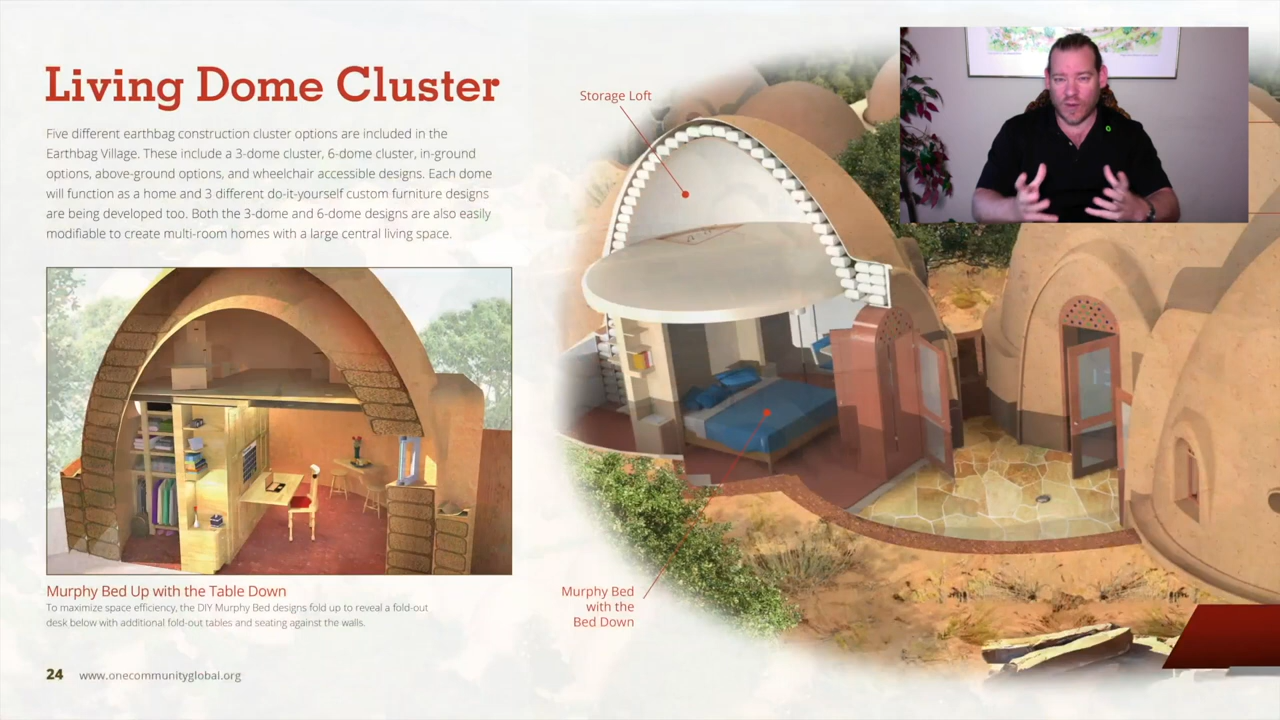 Living Dome Cluster
Five different earthbag construction cluster options are included in the
Earthbag Village. These include a 3-dome cluster, 6-dome cluster, in-ground
options, above-ground options, and wheelchair accessible designs. Each dome
will function as a home and 3 different do-it-yourself custom furniture designs
are being developed too. Both the 3-dome and 6-dome designs are also easily
modifiable to create multi-room homes with a large central living space.
Storage Loft
Murphy Bed Up with the Table Down
To maximize space efficiency, the DIY Murphy Bed designs fold up to reveal a fold-out
desk below with additional fold-out tables and seating against the walls.
Murphy Bed
with the
Bed Down
24 www.onecommunityglobal.org